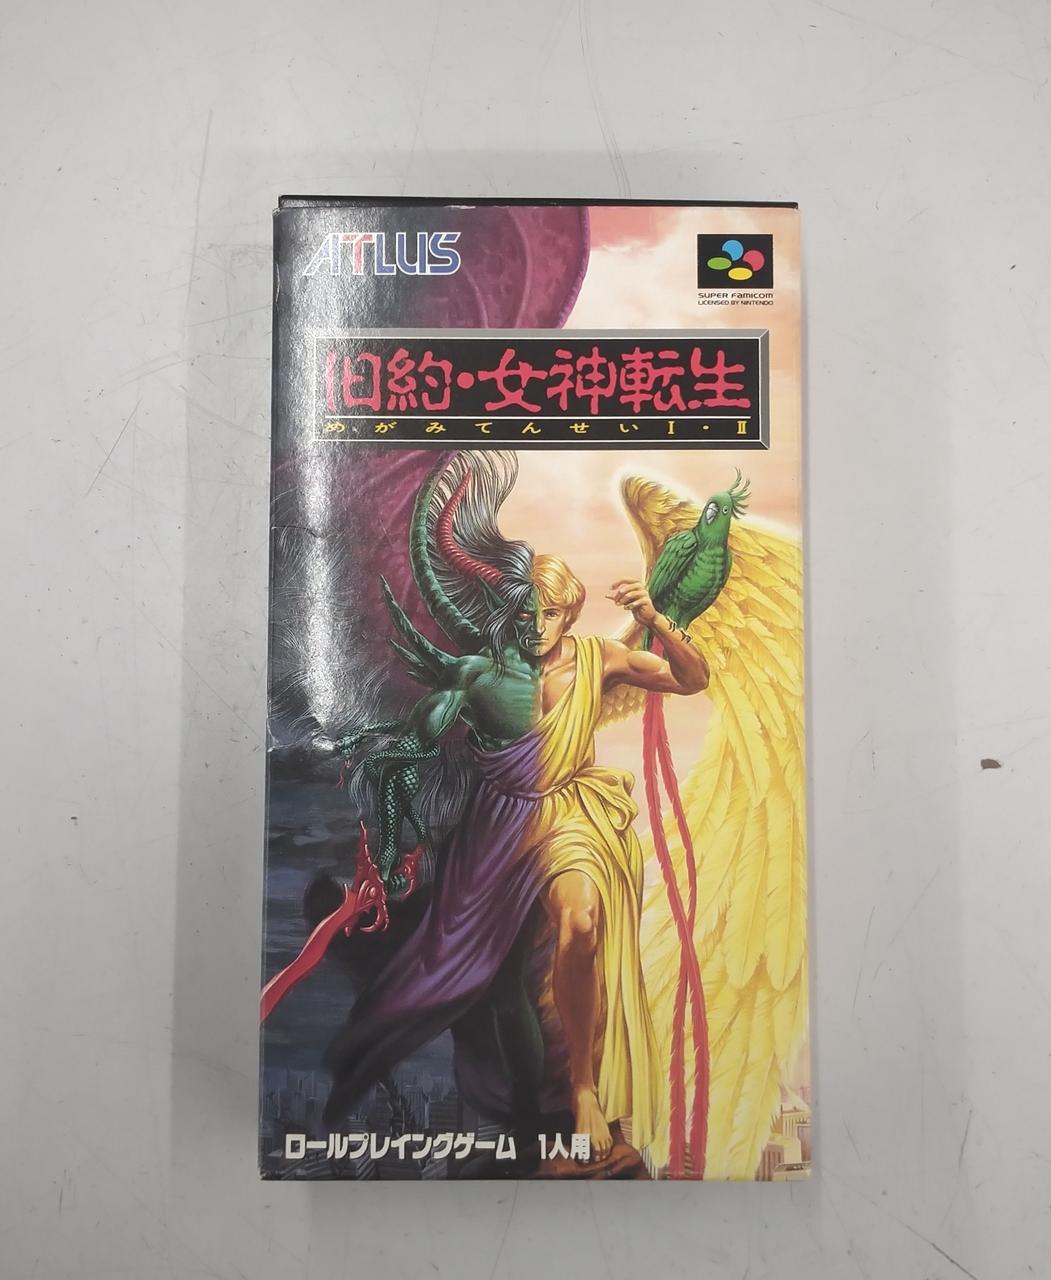 ATLUS
SUPER FAMICOM
LICENSED BY NINTENDO
旧約・女神転生
めがみてんせいI・II
ロールプレイングゲーム 1人用